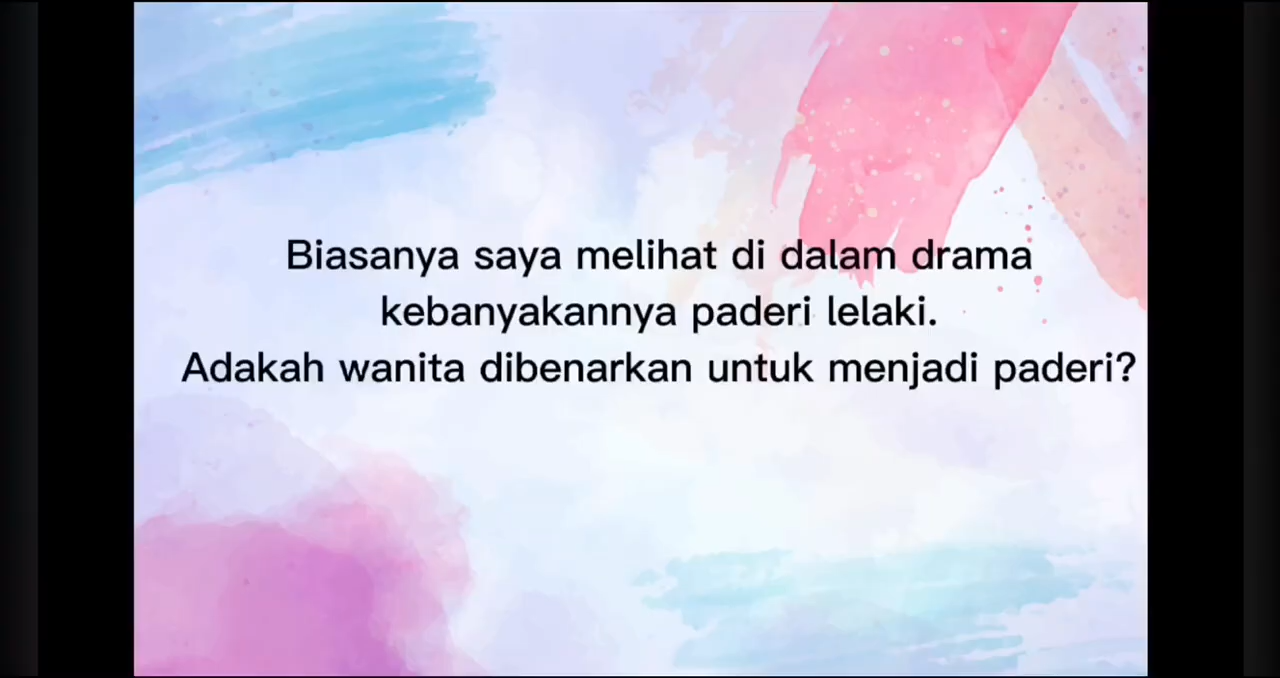 Biasanya saya melihat di dalam drama
kebanyakannya paderi lelaki.
Adakah wanita dibenarkan untuk menjadi paderi?